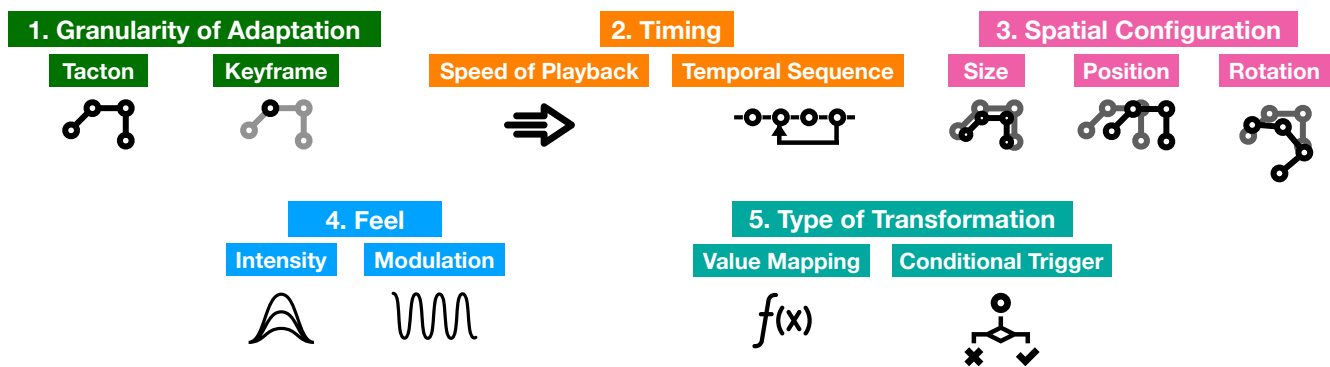 1. Granularity of Adaptation
Tacton
Keyframe
2. Timing
Speed of Playback
Temporal Sequence
3. Spatial Configuration
Size
Position
Rotation
4. Feel
Intensity
Modulation
5. Type of Transformation
Value Mapping
Conditional Trigger
f(x)